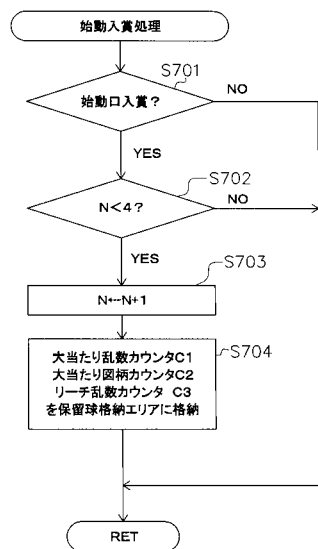 始動入賞処理
S701
始動口入賞？
NO
YES
S702
N<4？
NO
YES
S703
N←N+1
S704
大当たり乱数カウンタC1
大当たり図柄カウンタC2
リーチ乱数カウンタ C3
を保留球格納エリアに格納
RET